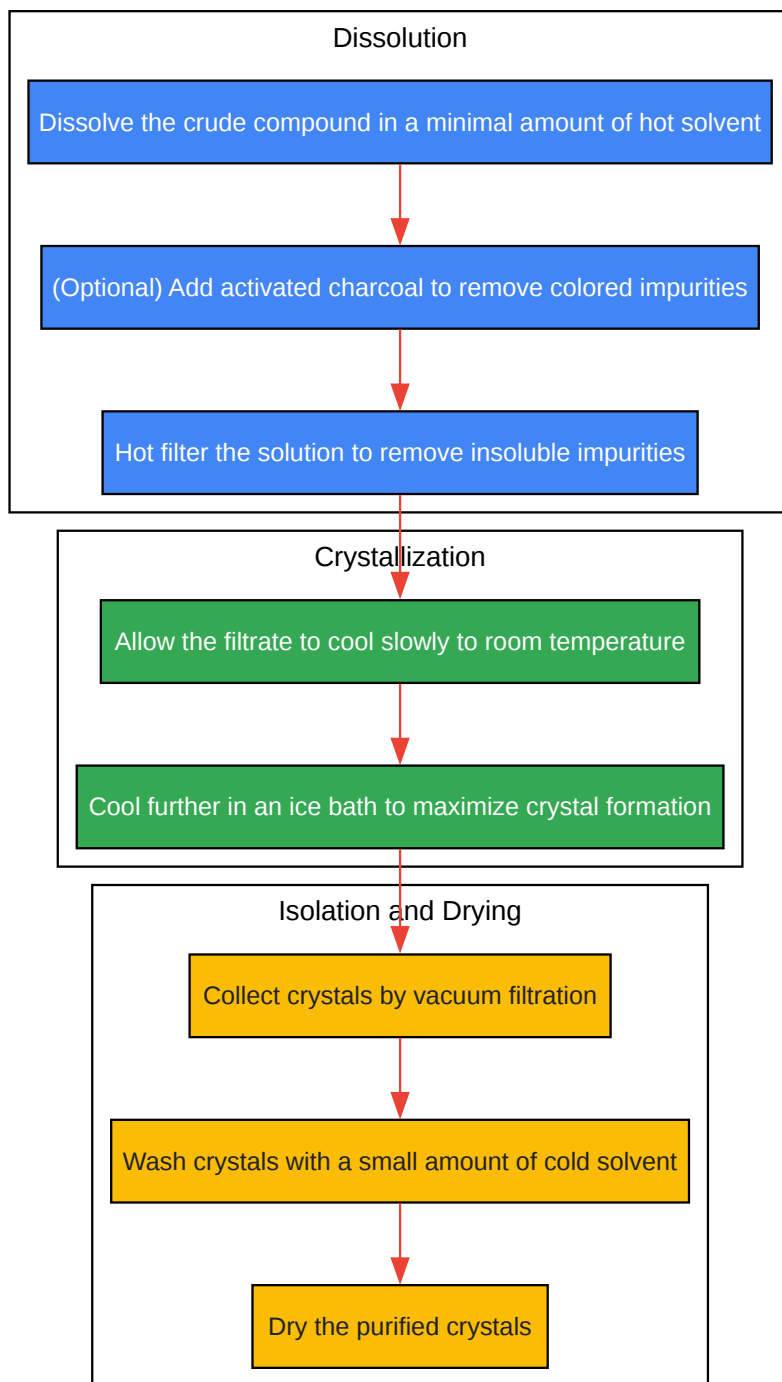 Dissolution
Dissolve the crude compound in a minimal amount of hot solvent
(Optional) Add activated charcoal to remove colored impurities
Hot filter the solution to remove insoluble impurities
Crystallization
Allow the filtrate to cool slowly to room temperature
Cool further in an ice bath to maximize crystal formation
Isolation and Drying
Collect crystals by vacuum filtration
Wash crystals with a small amount of cold solvent
Dry the purified crystals